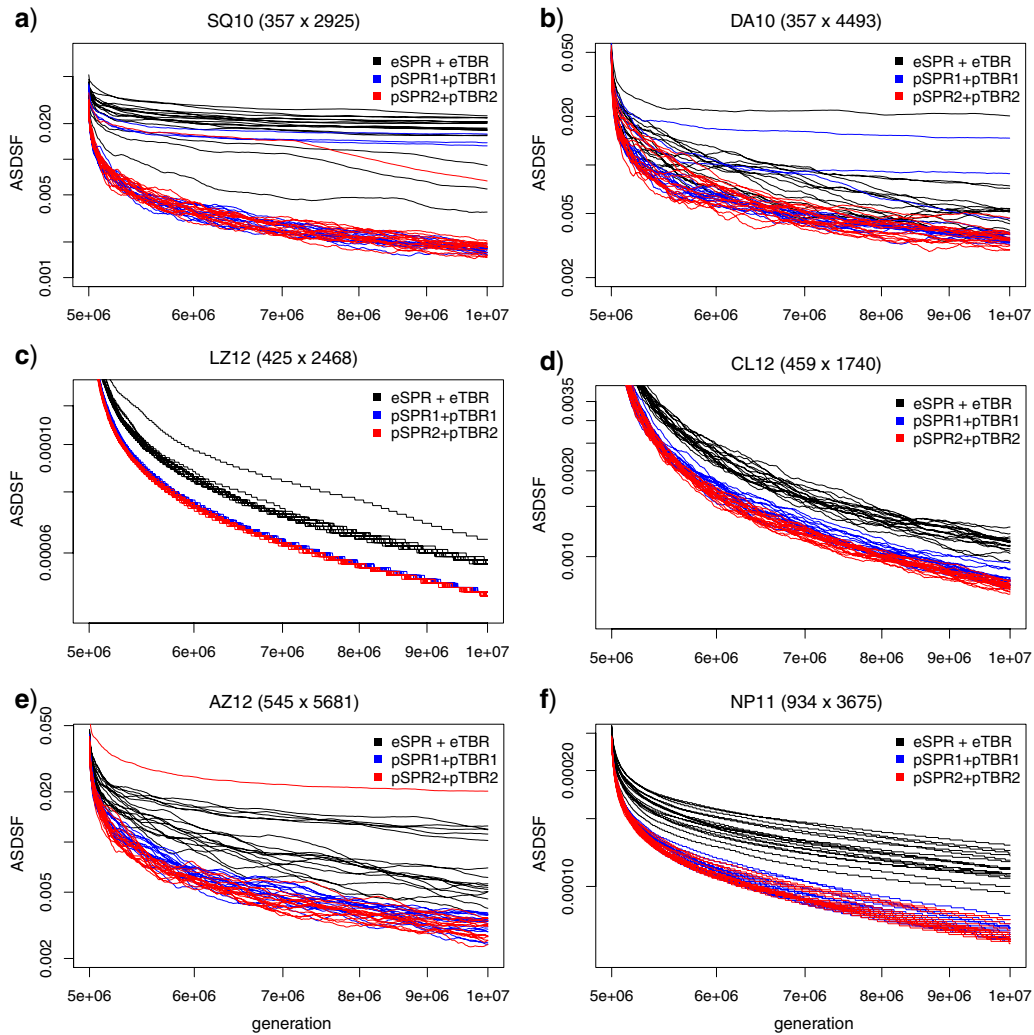 a)
SQ10 (357 x 2925)
eSPR + eTBR
pSPR1+pTBR1
pSPR2+pTBR2
ASDSF
0.020
0.005
0.001
5e+06 6e+06 7e+06 8e+06 9e+06 1e+07
b)
DA10 (357 x 4493)
eSPR + eTBR
pSPR1+pTBR1
pSPR2+pTBR2
ASDSF
0.050
0.020
0.005
0.002
5e+06 6e+06 7e+06 8e+06 9e+06 1e+07
c)
LZ12 (425 x 2468)
eSPR + eTBR
pSPR1+pTBR1
pSPR2+pTBR2
ASDSF
0.00010
0.00006
5e+06 6e+06 7e+06 8e+06 9e+06 1e+07
d)
CL12 (459 x 1740)
eSPR + eTBR
pSPR1+pTBR1
pSPR2+pTBR2
ASDSF
0.0035
0.0020
0.0010
5e+06 6e+06 7e+06 8e+06 9e+06 1e+07
e)
AZ12 (545 x 5681)
eSPR + eTBR
pSPR1+pTBR1
pSPR2+pTBR2
ASDSF
0.050
0.020
0.005
0.002
5e+06 6e+06 7e+06 8e+06 9e+06 1e+07
generation
f)
NP11 (934 x 3675)
eSPR + eTBR
pSPR1+pTBR1
pSPR2+pTBR2
ASDSF
0.00020
0.00010
5e+06 6e+06 7e+06 8e+06 9e+06 1e+07
generation